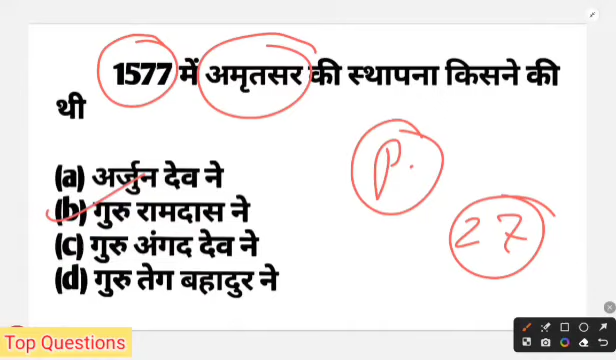 1577 में अमृतसर की स्थापना किसने की
थी
P.
(a) अर्जुन देव ने
(b) गुरु रामदास ने
27
(c) गुरु अंगद देव ने
(d) गुरु तेग बहादुर ने
Top Questions